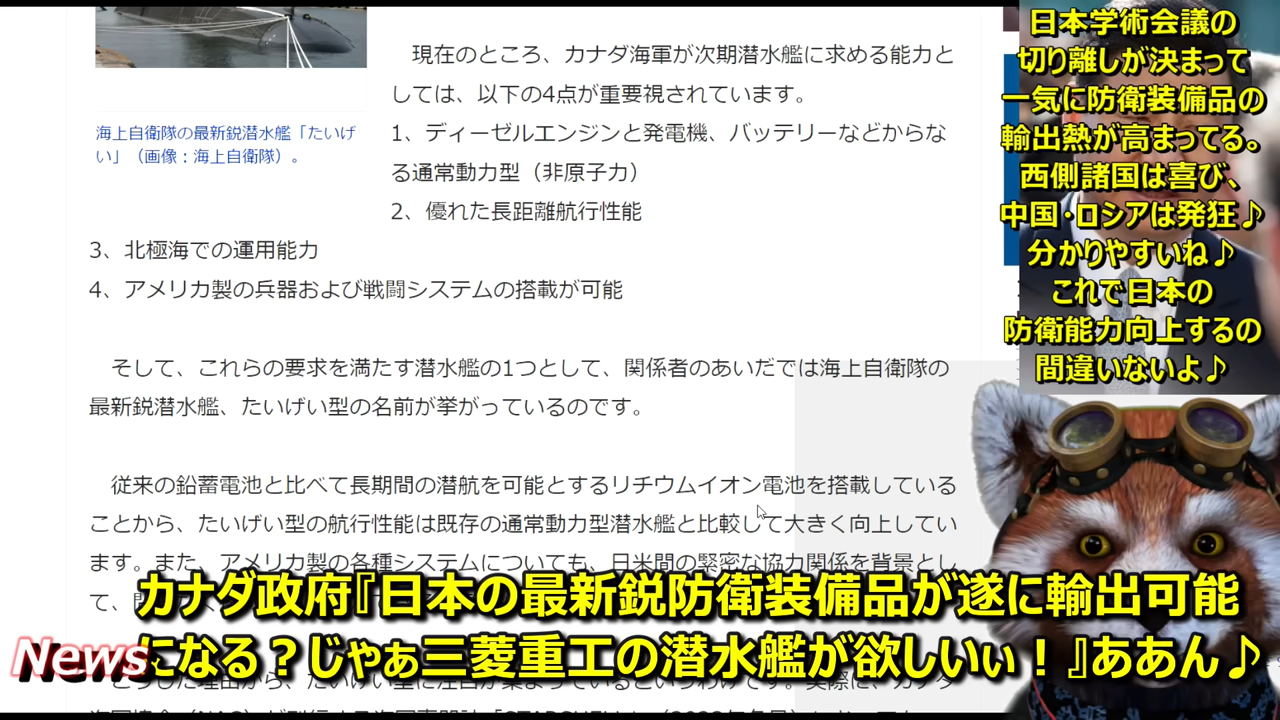 現在のところ、カナダ海軍が次期潜水艦に求める能力と
しては、以下の4点が重要視されています。
海上自衛隊の最新鋭潜水艦「たいげ
い」（画像：海上自衛隊）。
1、ディーゼルエンジンと発電機、バッテリーなどからな
る通常動力型（非原子力）
2、優れた長距離航行性能
3、北極海での運用能力
4、アメリカ製の兵器および戦闘システムの搭載が可能
そして、これらの要求を満たす潜水艦の1つとして、関係者のあいだでは海上自衛隊の
最新鋭潜水艦、たいげい型の名前が挙がっているのです。
従来の鉛蓄電池と比べて長期間の潜航を可能とするリチウムイオン電池を搭載している
ことから、たいげい型の航行性能は既存の通常動力型潜水艦と比較して大きく向上してい
ます。また、アメリカ製の各種システムについても、日米間の緊密な協力関係を背景とし
て、
日本学術会議の
切り離しが決まって
一気に防衛装備品の
輸出熱が高まってる。
西側諸国は喜び、
中国・ロシアは発狂♪
分かりやすいね♪
これで日本の
防衛能力向上するの
間違いないよ♪
カナダ政府『日本の最新鋭防衛装備品が遂に輸出可能
になる？じゃぁ三菱重工の潜水艦が欲しいぃ！』ああん♪
News